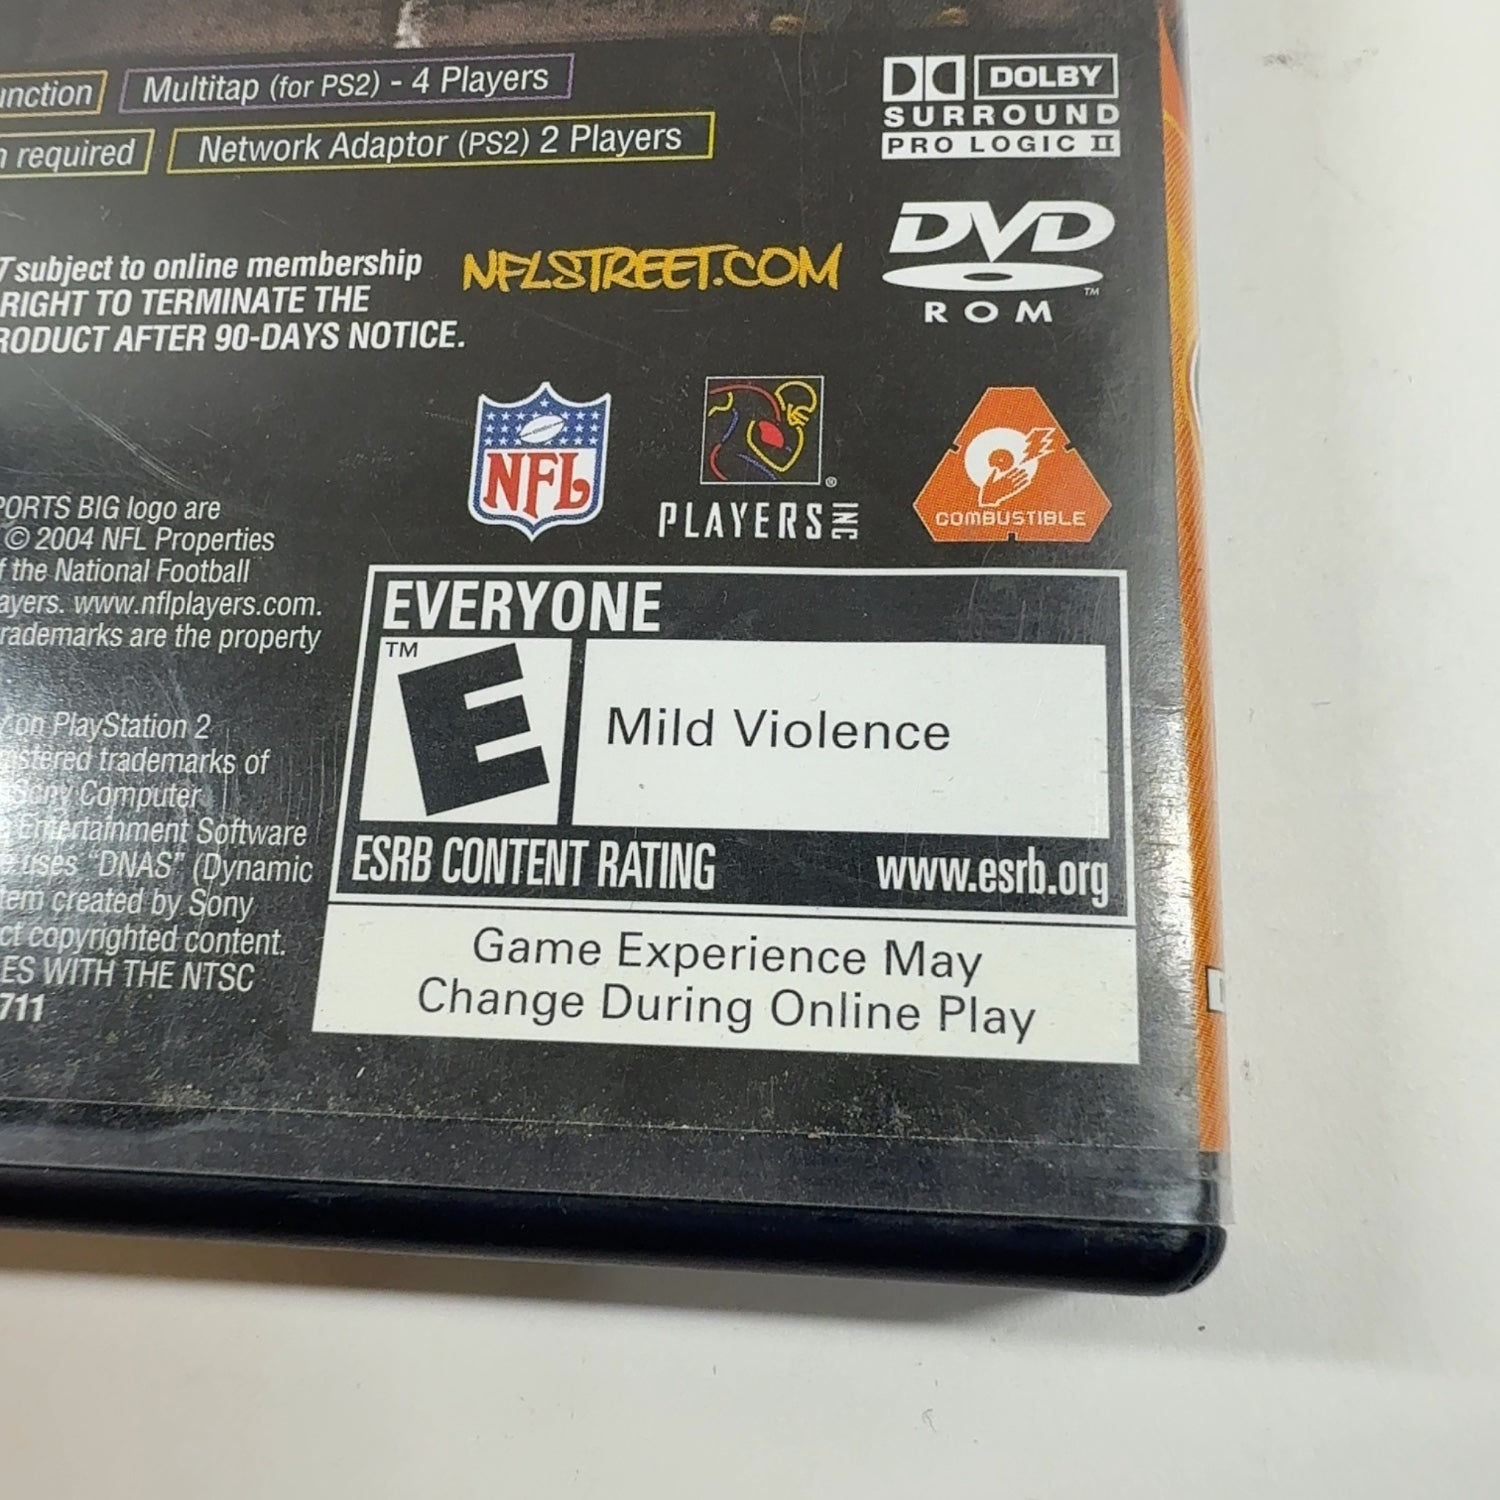 unction
Multitap (for PS2) - 4 Players
required
Network Adaptor (PS2) 2 Players
DOLBY
SURROUND
PRO LOGIC II
DVD
TM
ROM
T subject to online membership
RIGHT TO TERMINATE THE
RODUCT AFTER 90-DAYS NOTICE.
NFLSTREET.COM
NFL
®
PLAYERS INC
COMBUSTIBLE
PORTS BIG logo are
© 2004 NFL Properties
f the National Football
ayers. www.nflplayers.com.
rademarks are the property
on PlayStation 2
istered trademarks of
Sony Computer
Entertainment Software
e uses "DNAS" (Dynamic
tem created by Sony
ct copyrighted content.
ES WITH THE NTSC
711
EVERYONE
TM
E
Mild Violence
ESRB CONTENT RATING www.esrb.org
Game Experience May
Change During Online Play